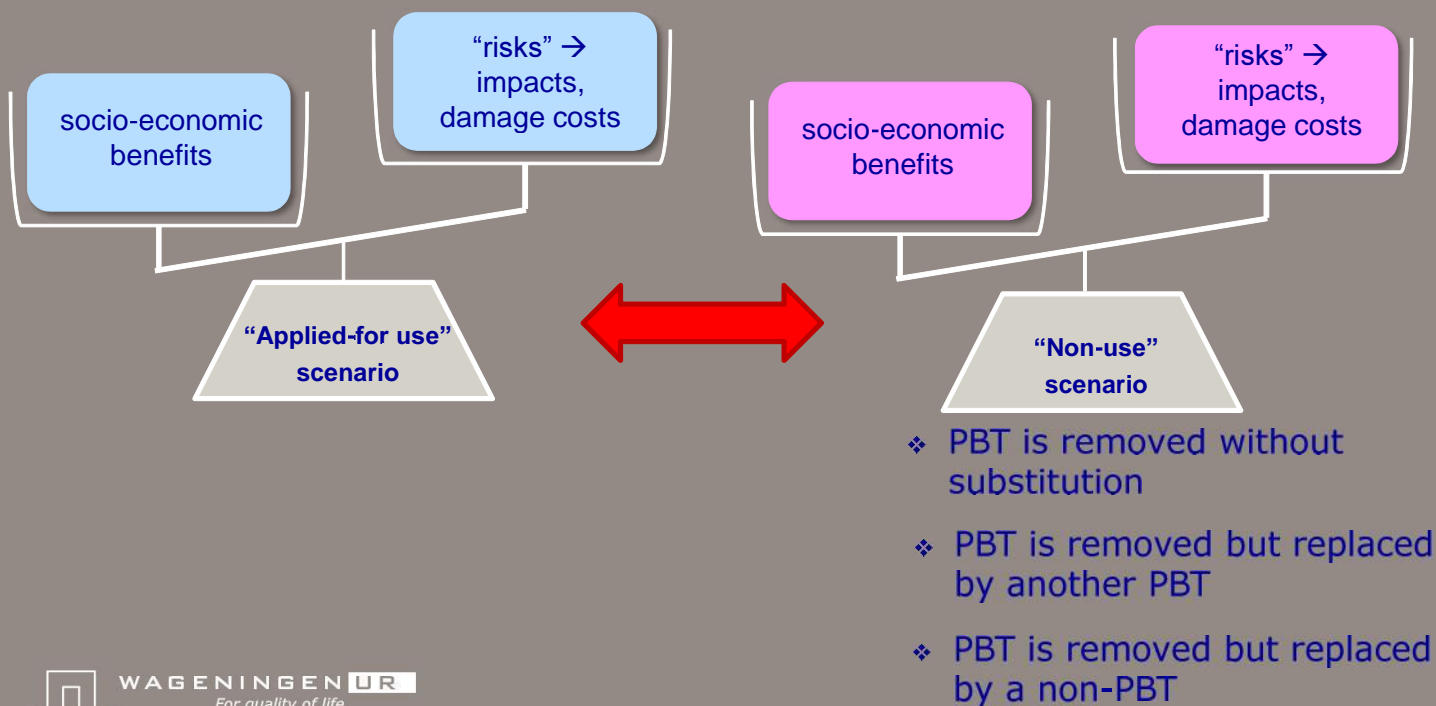 socio-economic
benefits
“risks” →
impacts,
damage costs
“Applied-for use”
scenario
socio-economic
benefits
“risks” →
impacts,
damage costs
“Non-use”
scenario
❖ PBT is removed without
substitution
❖ PBT is removed but replaced
by another PBT
❖ PBT is removed but replaced
by a non-PBT
WAGENINGEN UR
For quality of life